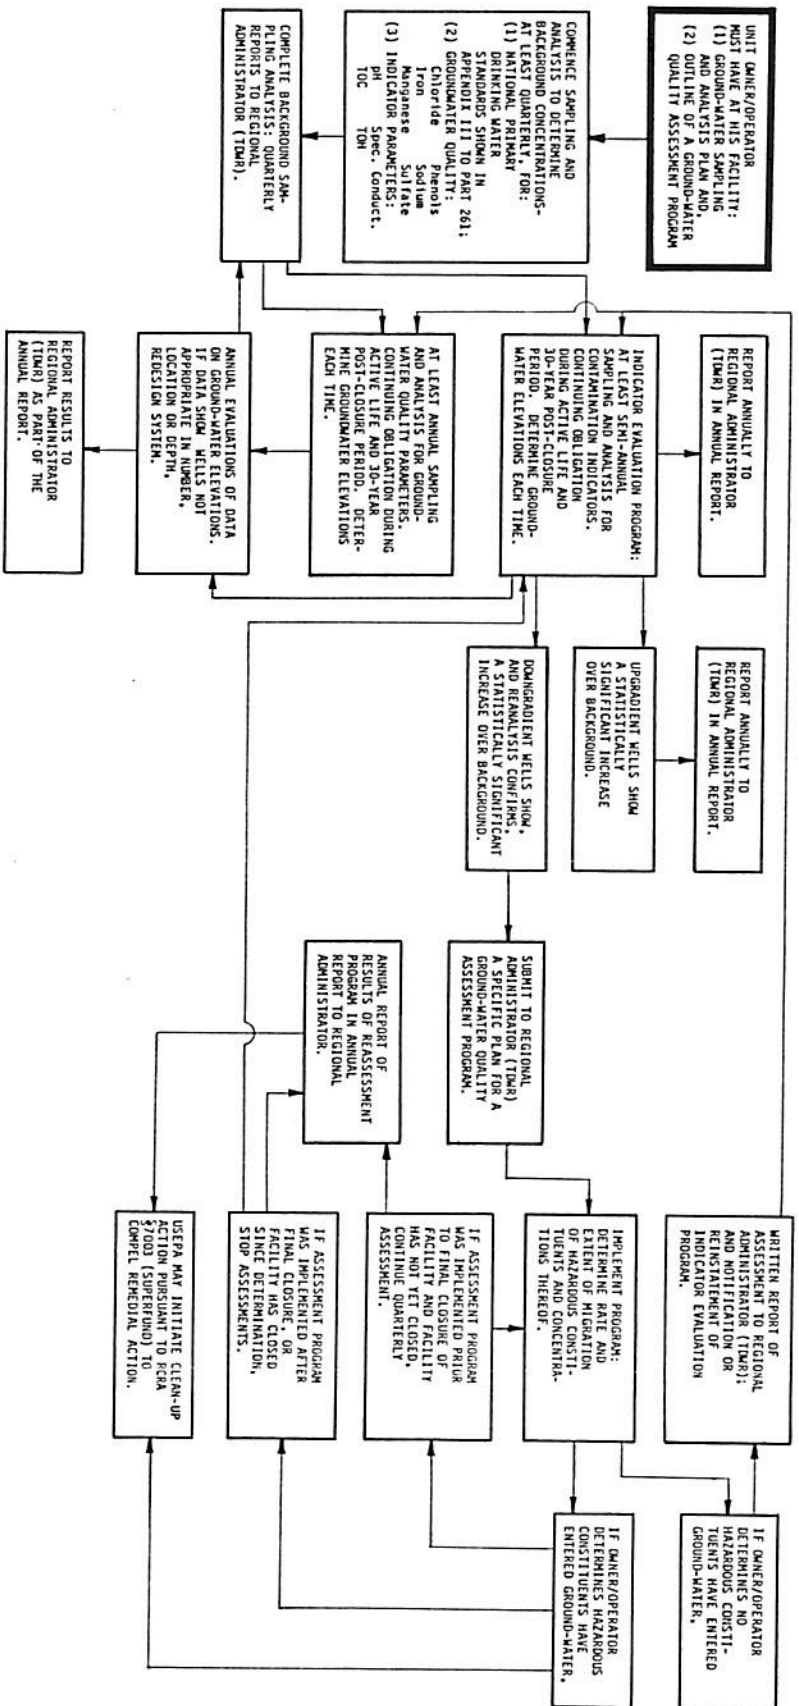 UNIT OWNER/OPERATOR
MUST HAVE AT HIS FACILITY:
(1) GROUND-WATER SAMPLING
AND ANALYSIS PLAN AND,
(2) OUTLINE OF A GROUND-WATER
QUALITY ASSESSMENT PROGRAM
COMMENCE SAMPLING AND
ANALYSIS TO DETERMINE
BACKGROUND CONCENTRATIONS-
AT LEAST QUARTERLY, FOR:
(1) NATIONAL PRIMARY
DRINKING WATER
STANDARDS SHOWN IN
APPENDIX III TO PART 261;
(2) GROUNDWATER QUALITY:
Chloride Phenols
Iron Sodium
Manganese Sulfate
(3) INDICATOR PARAMETERS:
pH Spec. Conduct.
TOC TOH
COMPLETE BACKGROUND SAM-
PLING ANALYSIS: QUARTERLY
REPORTS TO REGIONAL
ADMINISTRATOR (TDWR).
REPORT ANNUALLY TO
REGIONAL ADMINISTRATOR
(TDWR) IN ANNUAL REPORT.
INDICATOR EVALUATION PROGRAM:
AT LEAST SEMI-ANNUAL
SAMPLING AND ANALYSIS FOR
CONTAMINATION INDICATORS.
CONTINUING OBLIGATION
DURING ACTIVE LIFE AND
30-YEAR POST-CLOSURE
PERIOD. DETERMINE GROUND-
WATER ELEVATIONS EACH TIME.
AT LEAST ANNUAL SAMPLING
AND ANALYSIS FOR GROUND-
WATER QUALITY PARAMETERS.
CONTINUING OBLIGATION DURING
ACTIVE LIFE AND 30-YEAR
POST-CLOSURE PERIOD. DETER-
MINE GROUNDWATER ELEVATIONS
EACH TIME.
ANNUAL EVALUATIONS OF DATA
ON GROUND-WATER ELEVATIONS.
IF DATA SHOW WELLS NOT
APPROPRIATE IN NUMBER,
LOCATION OR DEPTH,
REDESIGN SYSTEM.
REPORT RESULTS TO
REGIONAL ADMINISTRATOR
(TDWR) AS PART-OF THE
ANNUAL REPORT.
REPORT ANNUALLY TO
REGIONAL ADMINISTRATOR
(TDWR) IN ANNUAL REPORT.
UPGRADIENT WELLS SHOW
A STATISTICALLY
SIGNIFICANT INCREASE
OVER BACKGROUND.
DOWNGRADIENT WELLS SHOW,
AND REANALYSIS CONFIRMS,
A STATISTICALLY SIGNIFICANT
INCREASE OVER BACKGROUND.
SUBMIT TO REGIONAL
ADMINISTRATOR (TDWR)
A SPECIFIC PLAN FOR A
GROUND-WATER QUALITY
ASSESSMENT PROGRAM.
ANNUAL REPORT OF
RESULTS OF REASSESSMENT
PROGRAM IN ANNUAL
REPORT TO REGIONAL
ADMINISTRATOR.
WRITTEN REPORT OF
ASSESSMENT TO REGIONAL
ADMINISTRATOR (TDWR);
AND NOTIFICATION OR
REINSTATEMENT OF
INDICATOR EVALUATION
PROGRAM.
IMPLEMENT PROGRAM:
DETERMINE RATE AND
EXTENT OF MIGRATION
OF HAZARDOUS CONSTI-
TUENTS AND CONCENTRA-
TIONS THEREOF.
IF ASSESSMENT PROGRAM
WAS IMPLEMENTED PRIOR
TO FINAL CLOSURE OF
FACILITY AND FACILITY
HAS NOT YET CLOSED,
CONTINUE QUARTERLY
ASSESSMENT.
IF ASSESSMENT PROGRAM
WAS IMPLEMENTED AFTER
FINAL CLOSURE, OR
FACILITY HAS CLOSED
SINCE DETERMINATION,
STOP ASSESSMENTS.
USEPA MAY INITIATE CLEAN-UP
ACTION PURSUANT TO RCRA
§7003 (SUPERFUND) TO
COMPEL REMEDIAL ACTION.
IF OWNER/OPERATOR
DETERMINES NO
HAZARDOUS CONSTI-
TUENTS HAVE ENTERED
GROUND-WATER.
IF OWNER/OPERATOR
DETERMINES HAZARDOUS
CONSTITUENTS HAVE
ENTERED GROUND-WATER.